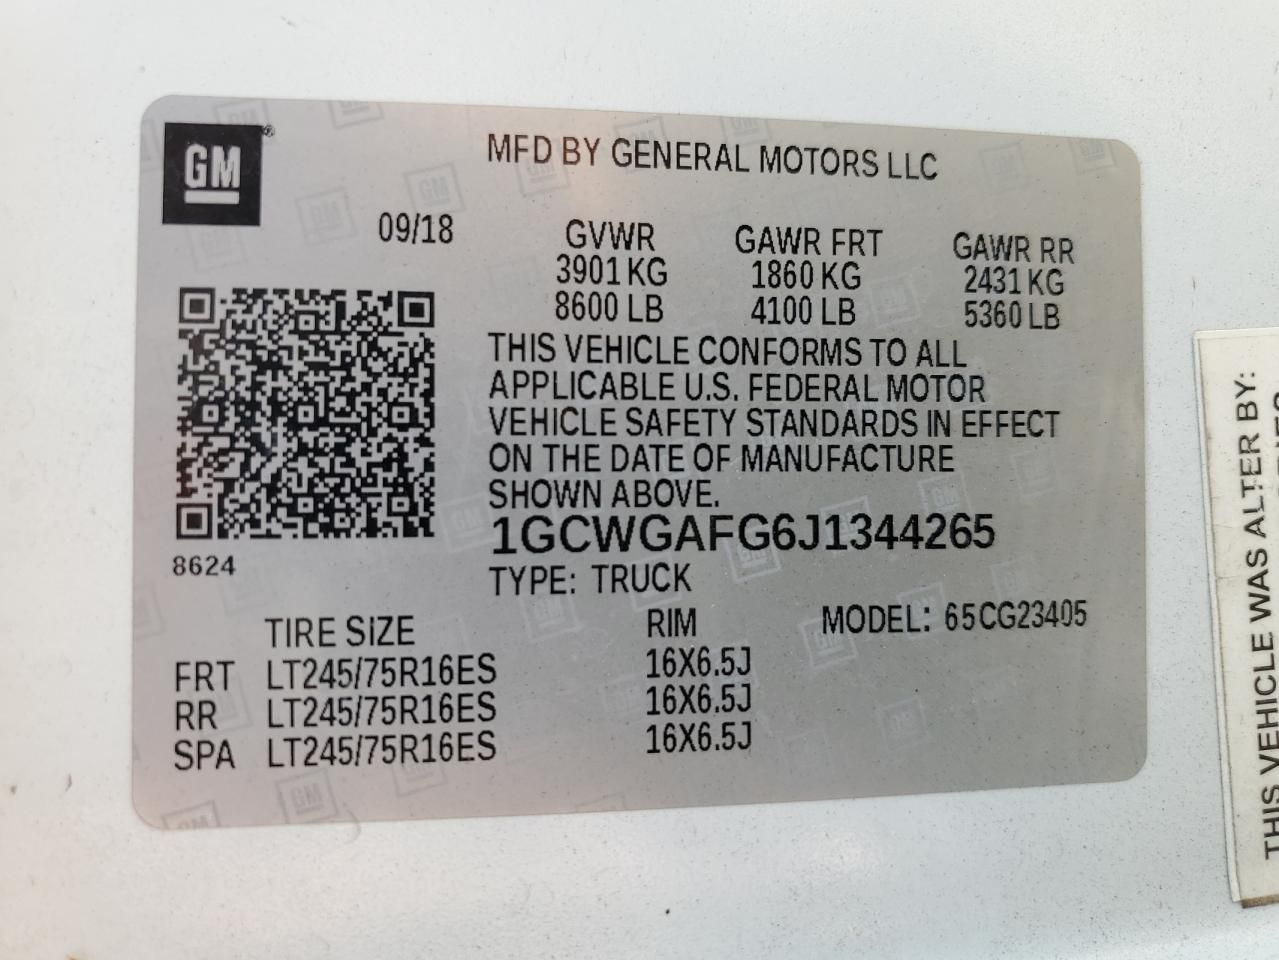 GM®
MFD BY GENERAL MOTORS LLC
09/18
GVWR GAWR FRT GAWR RR
3901 KG 1860 KG 2431 KG
8600 LB 4100 LB 5360 LB
THIS VEHICLE CONFORMS TO ALL
APPLICABLE U.S. FEDERAL MOTOR
VEHICLE SAFETY STANDARDS IN EFFECT
ON THE DATE OF MANUFACTURE
SHOWN ABOVE.
1GCWGAFG6J1344265
8624
TYPE: TRUCK
TIRE SIZE RIM MODEL: 65CG23405
FRT LT245/75R16ES 16X6.5J
RR LT245/75R16ES 16X6.5J
SPA LT245/75R16ES 16X6.5J
THIS VEHICLE WAS ALTER BY: